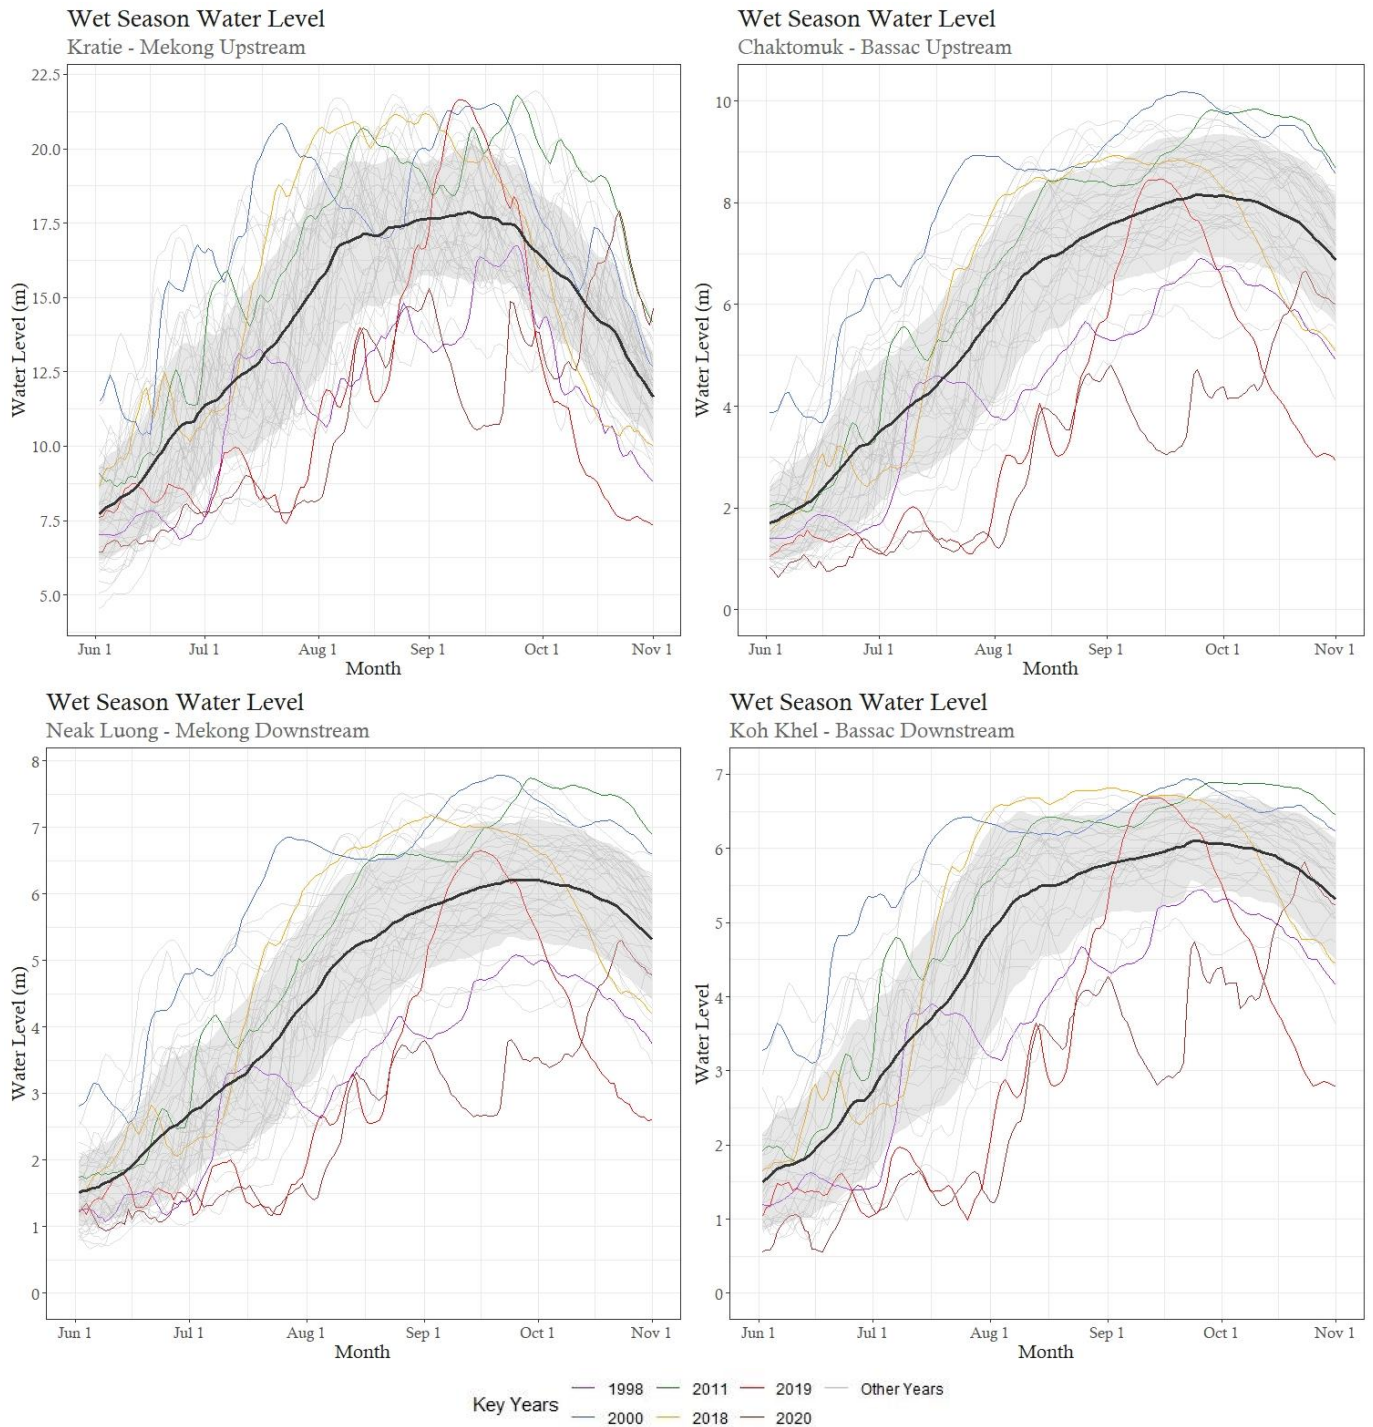 Wet Season Water Level
Kratie - Mekong Upstream
22.5
20.0
17.5
15.0
12.5
10.0
7.5
5.0
Water Level (m)
Jun 1 Jul 1 Aug 1 Sep 1 Oct 1 Nov 1
Month
Wet Season Water Level
Chaktomuk - Bassac Upstream
10
8
6
4
2
0
Water Level (m)
Jun 1 Jul 1 Aug 1 Sep 1 Oct 1 Nov 1
Month
Wet Season Water Level
Neak Luong - Mekong Downstream
8
7
6
5
4
3
2
1
0
Water Level (m)
Jun 1 Jul 1 Aug 1 Sep 1 Oct 1 Nov 1
Month
Wet Season Water Level
Koh Khel - Bassac Downstream
7
6
5
4
3
2
1
0
Water Level
Jun 1 Jul 1 Aug 1 Sep 1 Oct 1 Nov 1
Month
Key Years
1998 2011 2019 Other Years
2000 2018 2020